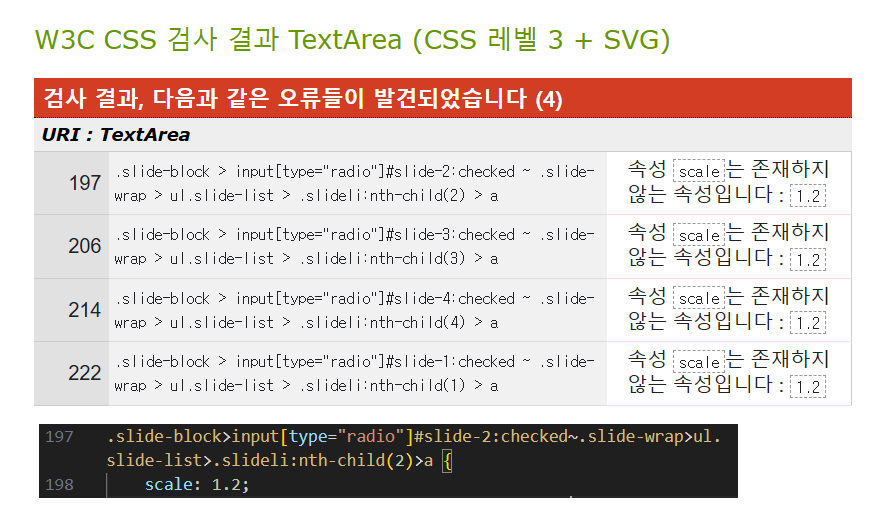 W3C CSS 검사 결과 TextArea (CSS 레벨 3 + SVG)
검사 결과, 다음과 같은 오류들이 발견되었습니다 (4)
URI : TextArea
197 .slide-block > input[type="radio"]#slide-2:checked ~ .slide- 속성 scale는 존재하지
wrap > ul.slide-list > .slideli:nth-child(2) > a 않는 속성입니다 : 1.2
206 .slide-block > input[type="radio"]#slide-3:checked ~ .slide- 속성 scale는 존재하지
wrap > ul.slide-list > .slideli:nth-child(3) > a 않는 속성입니다 : 1.2
214 .slide-block > input[type="radio"]#slide-4:checked ~ .slide- 속성 scale는 존재하지
wrap > ul.slide-list > .slideli:nth-child(4) > a 않는 속성입니다 : 1.2
222 .slide-block > input[type="radio"]#slide-1:checked ~ .slide- 속성 scale는 존재하지
wrap > ul.slide-list > .slideli:nth-child(1) > a 않는 속성입니다 : 1.2
197 .slide-block>input[type="radio"]#slide-2:checked~.slide-wrap>ul.
slide-list>.slideli:nth-child(2)>a {
198 scale: 1.2;